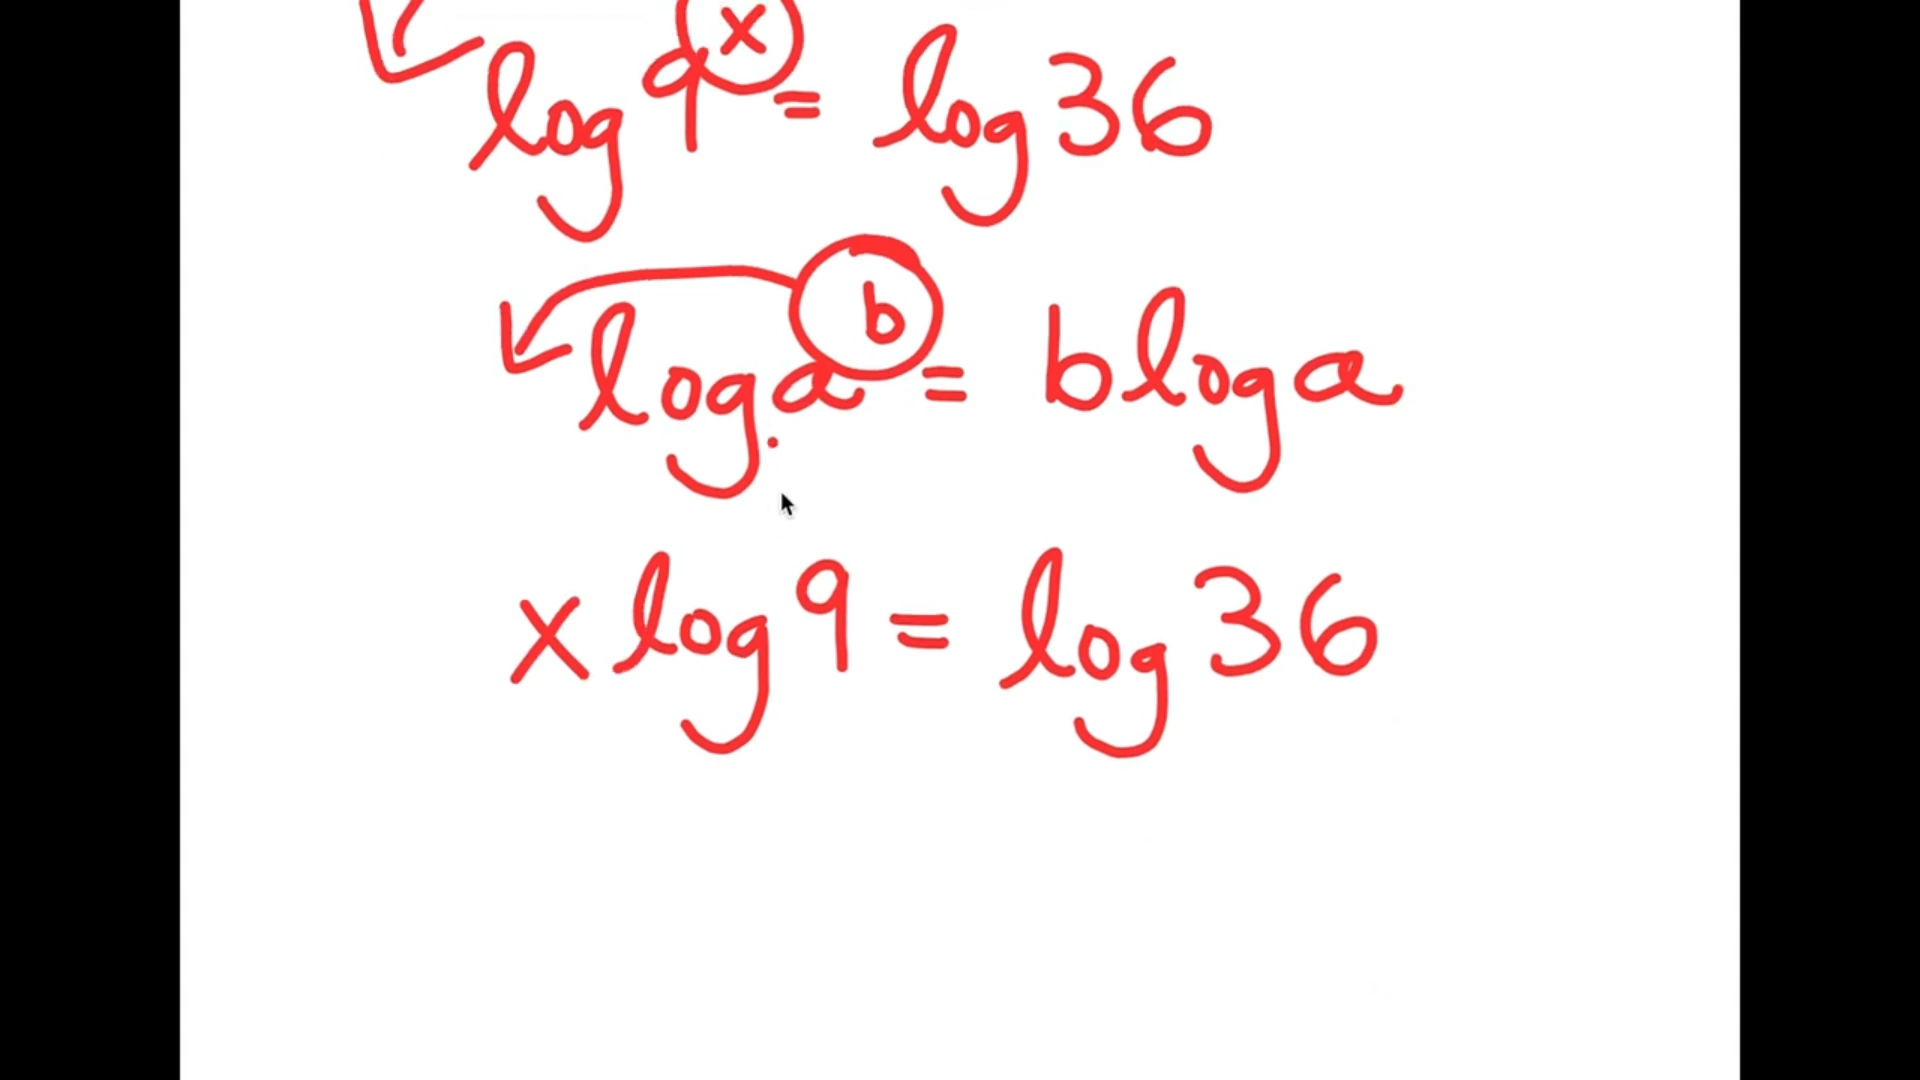 log 9^x = log 36
log a^b = b log a
x log 9 = log 36